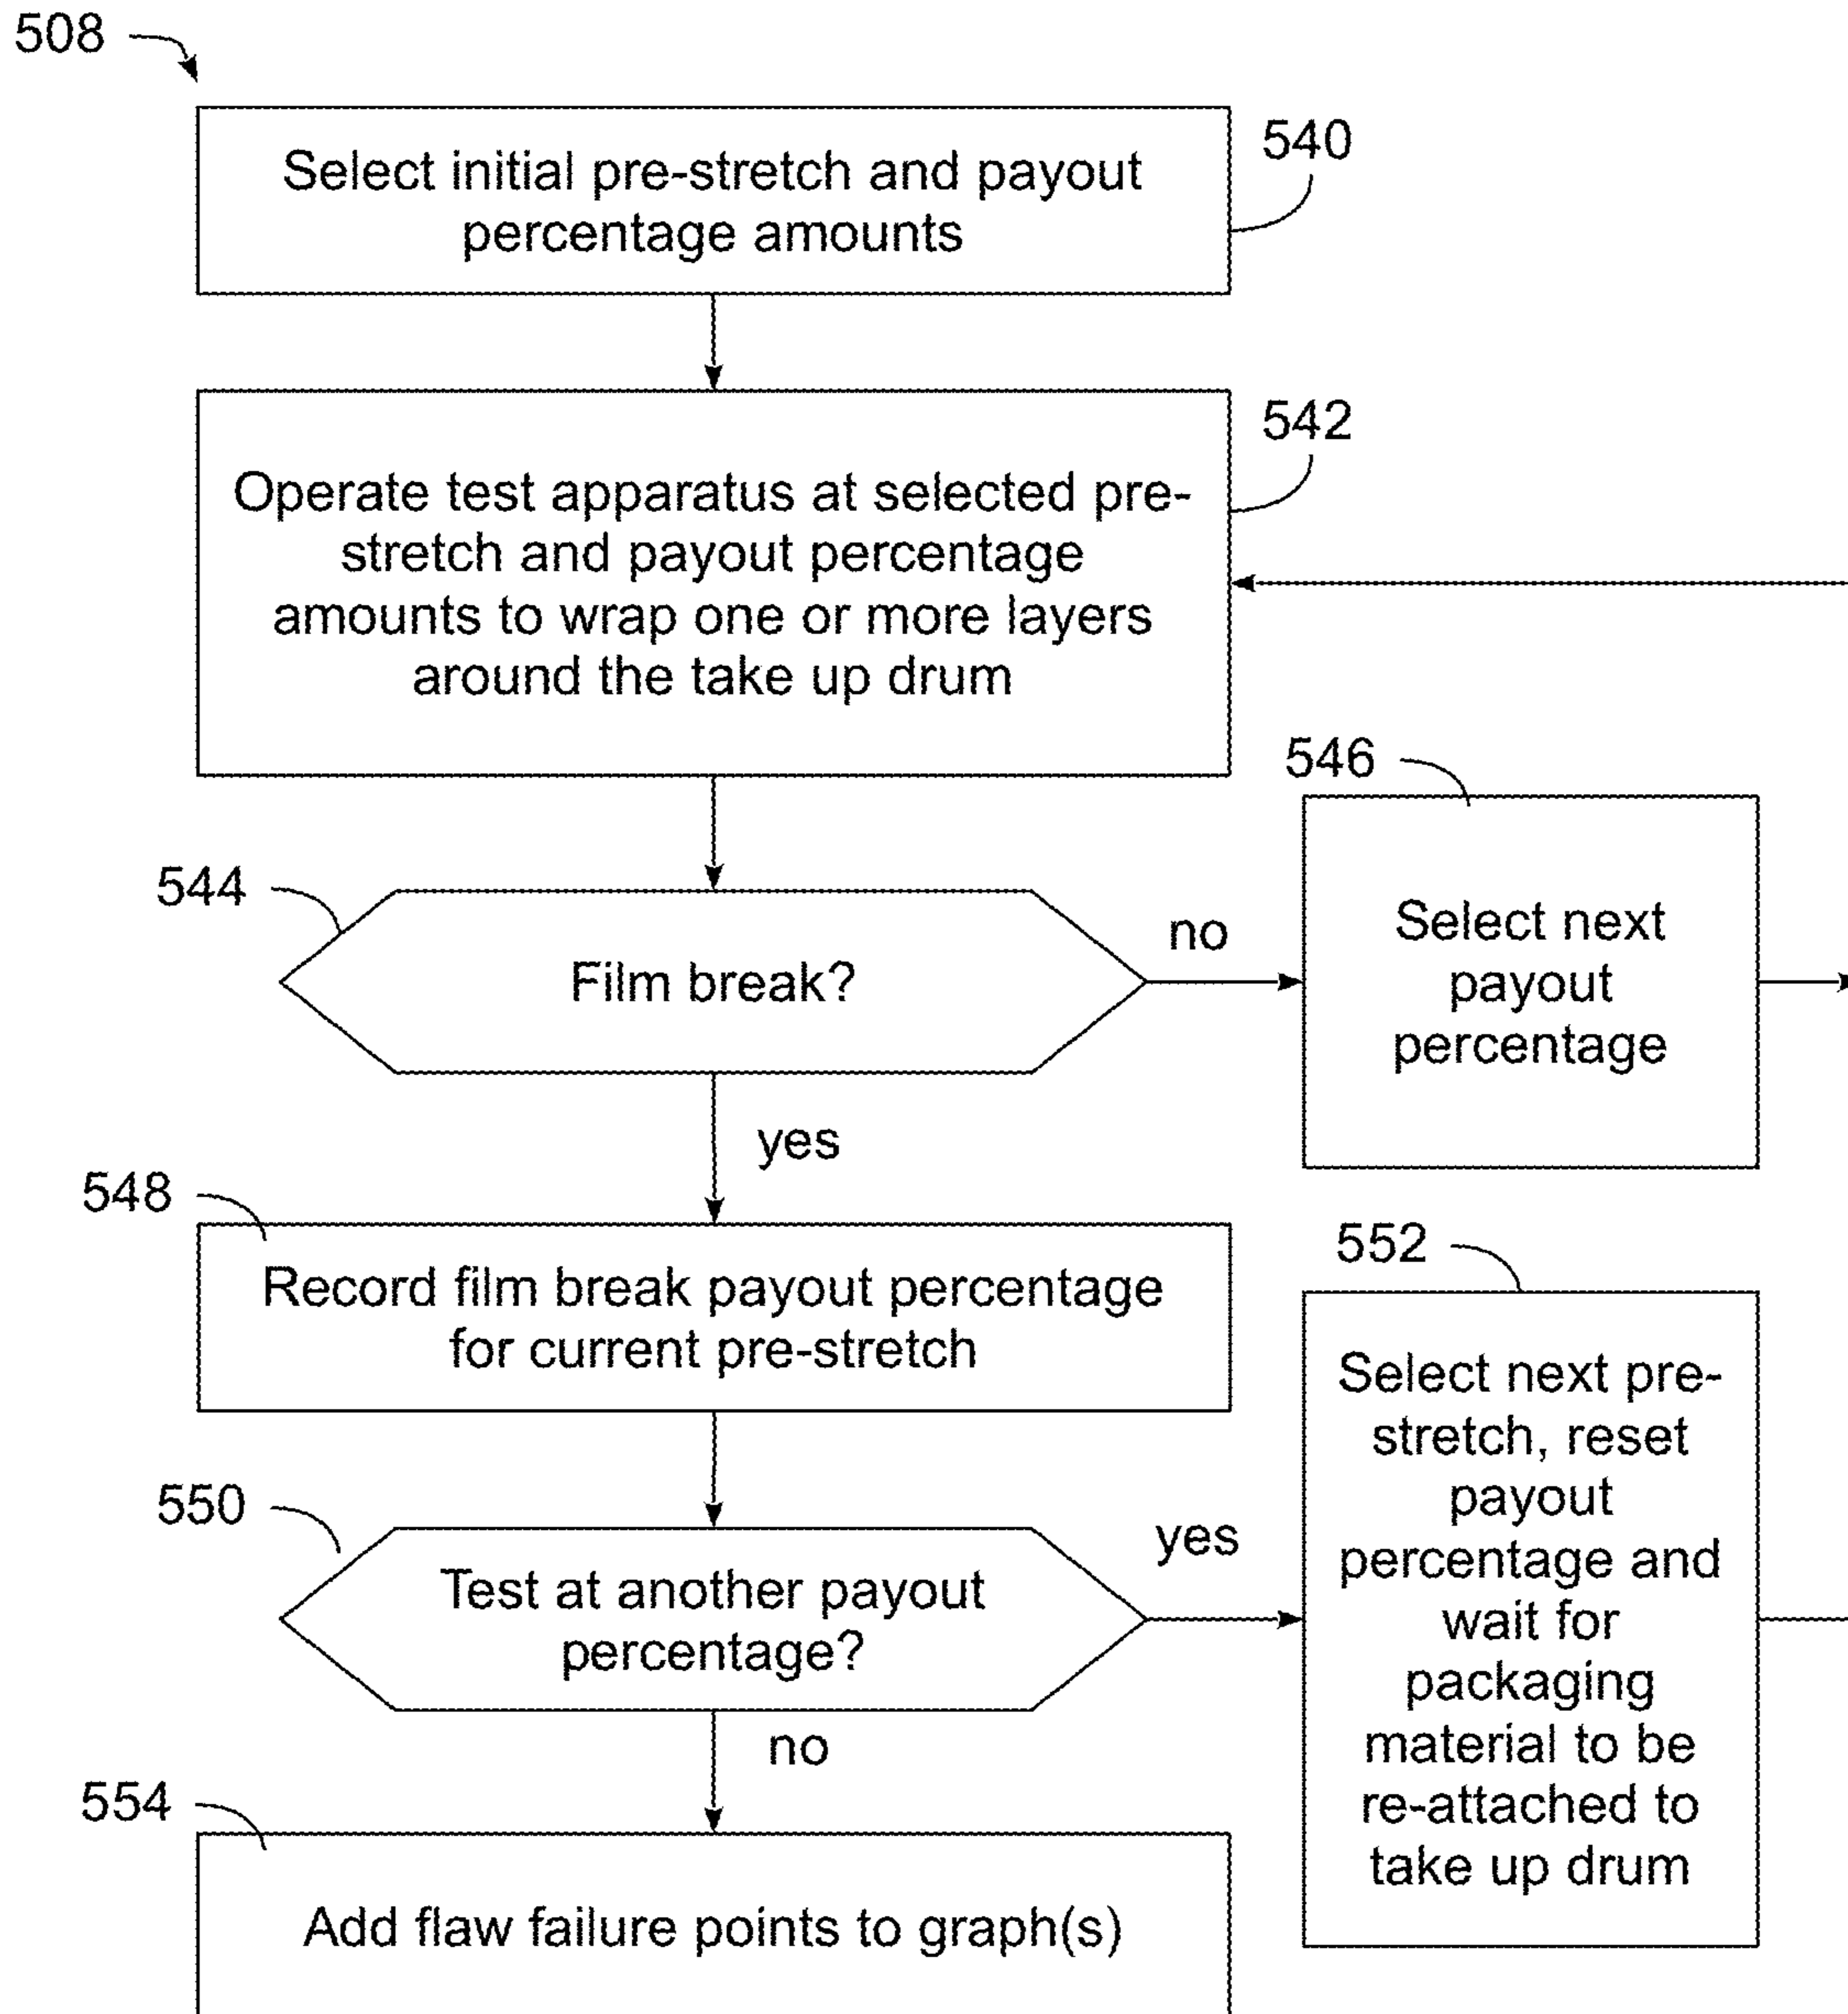 508
Select initial pre-stretch and payout
percentage amounts
540
Operate test apparatus at selected pre-
stretch and payout percentage
amounts to wrap one or more layers
around the take up drum
542
544
Film break?
no
546
Select next
payout
percentage
yes
548
Record film break payout percentage
for current pre-stretch
550
Test at another payout
percentage?
yes
552
Select next pre-
stretch, reset
payout
percentage and
wait for
packaging
material to be
re-attached to
take up drum
no
554
Add flaw failure points to graph(s)